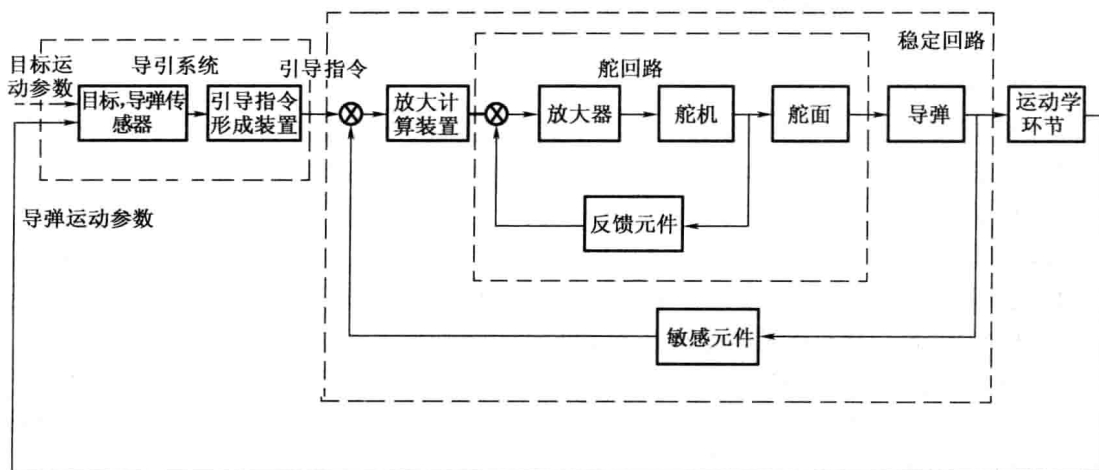 稳定回路
目标运
动参数
导引系统
引导指令
舵回路
目标,导弹传
感器
引导指令
形成装置
放大计
算装置
放大器
舵机
舵面
导弹
运动学
环节
导弹运动参数
反馈元件
敏感元件